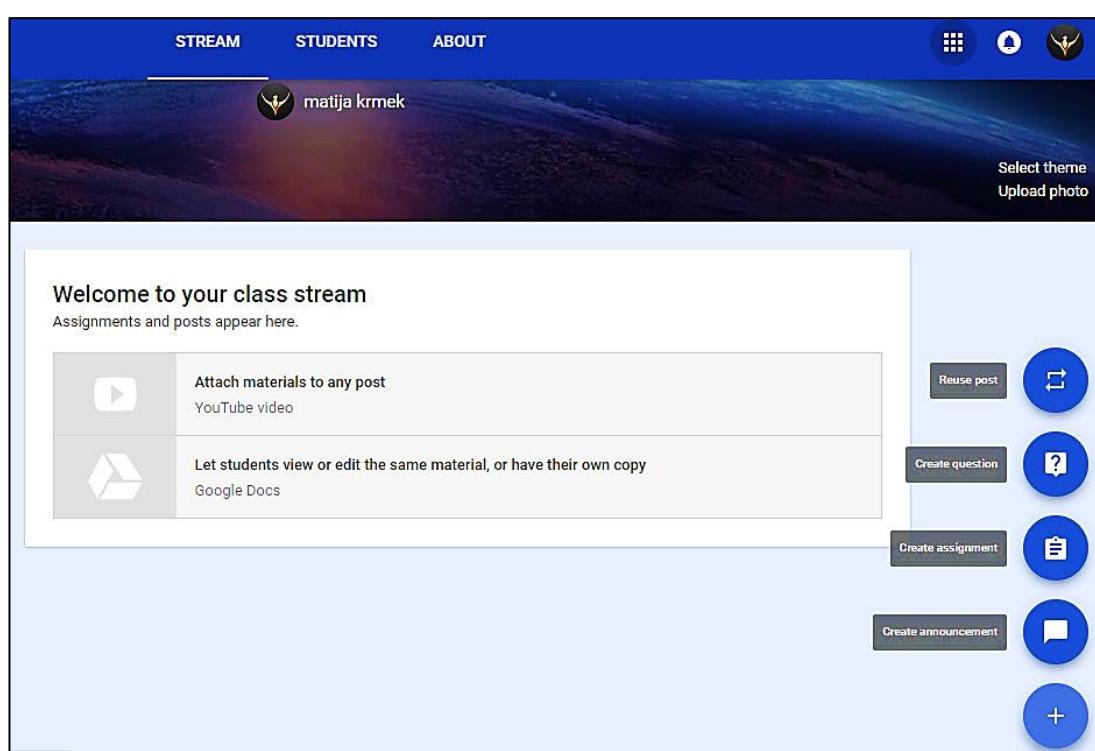 STREAM STUDENTS ABOUT
matija krmek
Select theme
Upload photo
Welcome to your class stream
Assignments and posts appear here.
Attach materials to any post
YouTube video
Let students view or edit the same material, or have their own copy
Google Docs
Reuse post
Create question
Create assignment
Create announcement